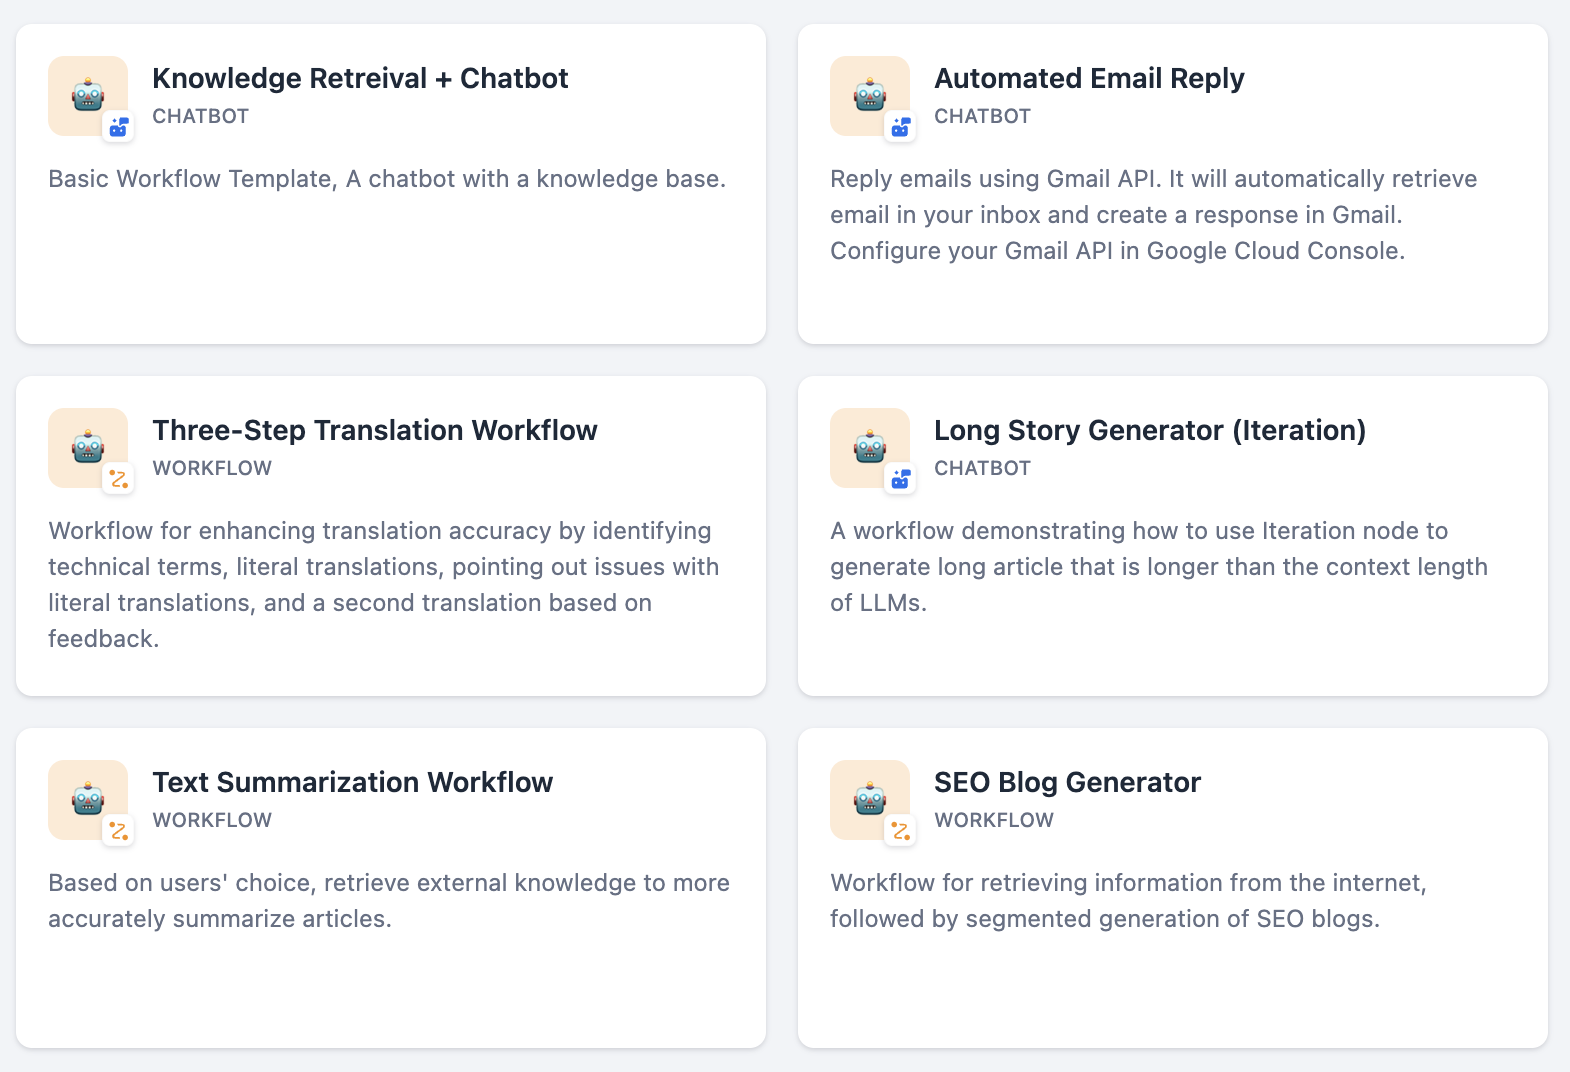 Knowledge Retreival + Chatbot
CHATBOT
Basic Workflow Template, A chatbot with a knowledge base.
Automated Email Reply
CHATBOT
Reply emails using Gmail API. It will automatically retrieve
email in your inbox and create a response in Gmail.
Configure your Gmail API in Google Cloud Console.
Three-Step Translation Workflow
WORKFLOW
Workflow for enhancing translation accuracy by identifying
technical terms, literal translations, pointing out issues with
literal translations, and a second translation based on
feedback.
Long Story Generator (Iteration)
CHATBOT
A workflow demonstrating how to use Iteration node to
generate long article that is longer than the context length
of LLMs.
Text Summarization Workflow
WORKFLOW
Based on users' choice, retrieve external knowledge to more
accurately summarize articles.
SEO Blog Generator
WORKFLOW
Workflow for retrieving information from the internet,
followed by segmented generation of SEO blogs.